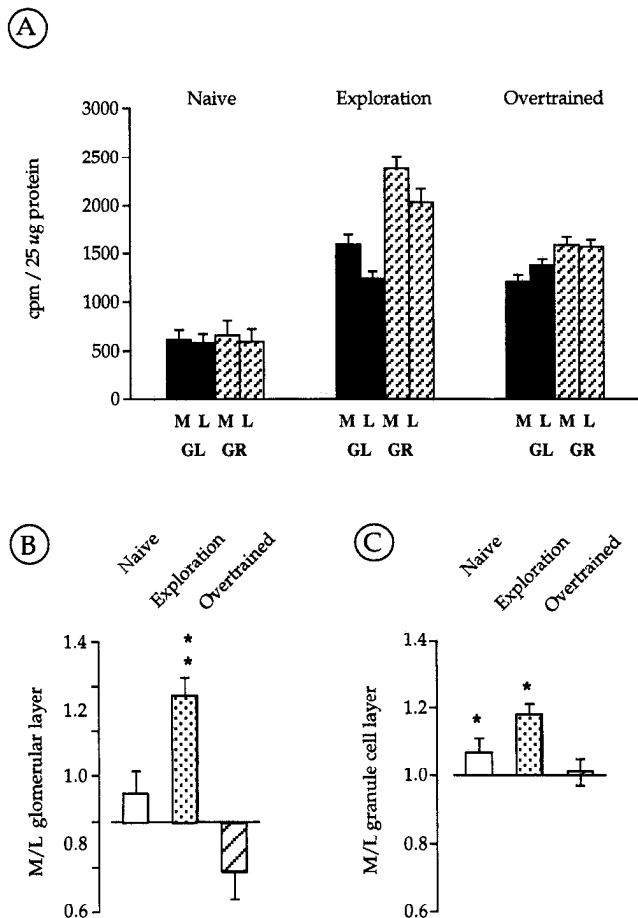 A
Naive Exploration Overtrained
3000
2500
2000
1500
1000
500
0
cpm / 25 ug protein
M L M L M L M L M L M L
GL GR GL GR GL GR
B
Naive
Exploration
Overtrained
1.4
1.2
1.0
0.8
0.6
M/L glomerular layer
*
*
C
Naive
Exploration
Overtrained
1.4
1.2
1.0
0.8
0.6
M/L granule cell layer
* *